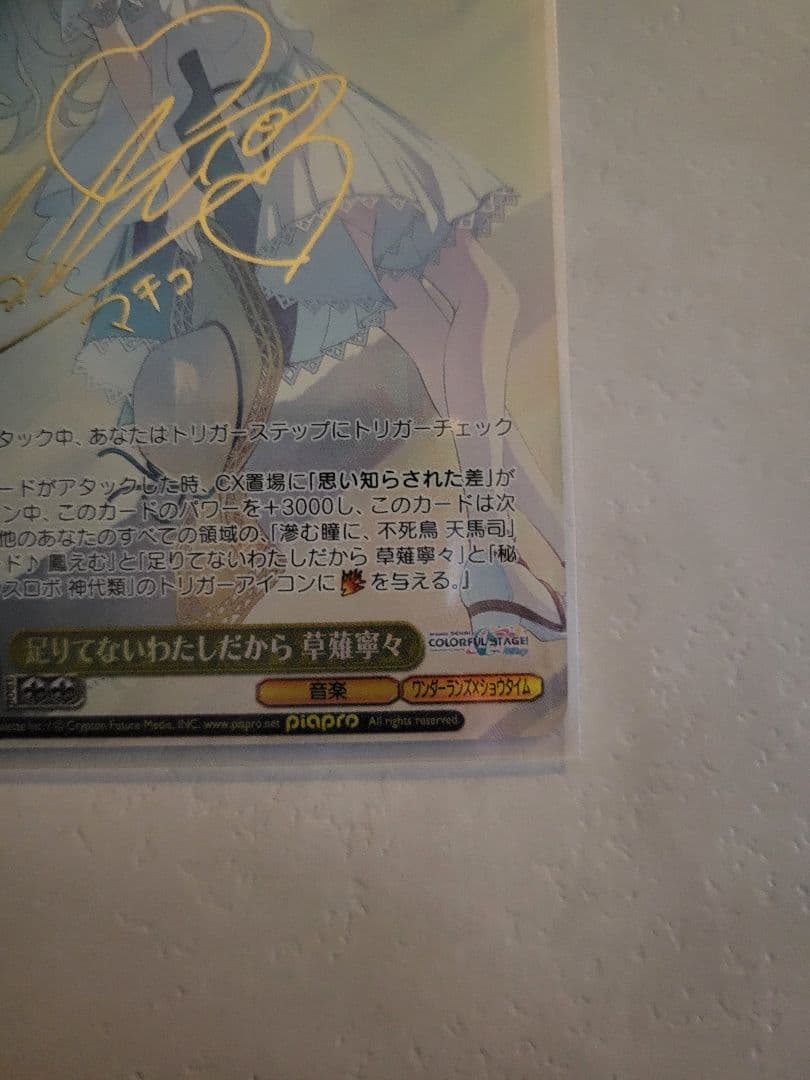 マチコ
タック中、あなたはトリガーステップにトリガーチェック
ードがアタックした時、CX置場に「思い知らされた差」が
ン中、このカードのパワーを+3000し、このカードは次
他のあなたのすべての領域の、「滲む瞳に、不死鳥 天馬司」
ド♪ 鳳えむ」と「足りてないわたしだから 草薙寧々」と「秘
スロボ 神代類」のトリガーアイコンに を与える。』
足りてないわたしだから 草薙寧々
COLORFUL STAGE!
音楽
ワンダーランズ×ショウタイム
Crypton Future Media, INC. www.piapro.net piapro All rights reserved.